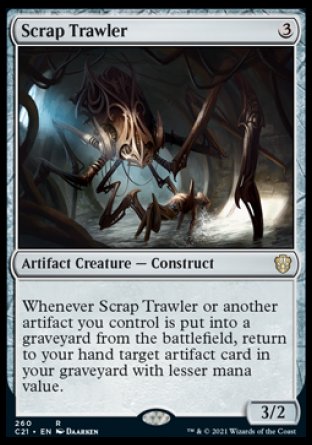 Scrap Trawler 3
Artifact Creature — Construct
Whenever Scrap Trawler or another
artifact you control is put into a
graveyard from the battlefield, return
to your hand target artifact card in
your graveyard with lesser mana
value.
3/2
260 R
C21 • EN DAARKEN
™ & © 2021 Wizards of the Coast